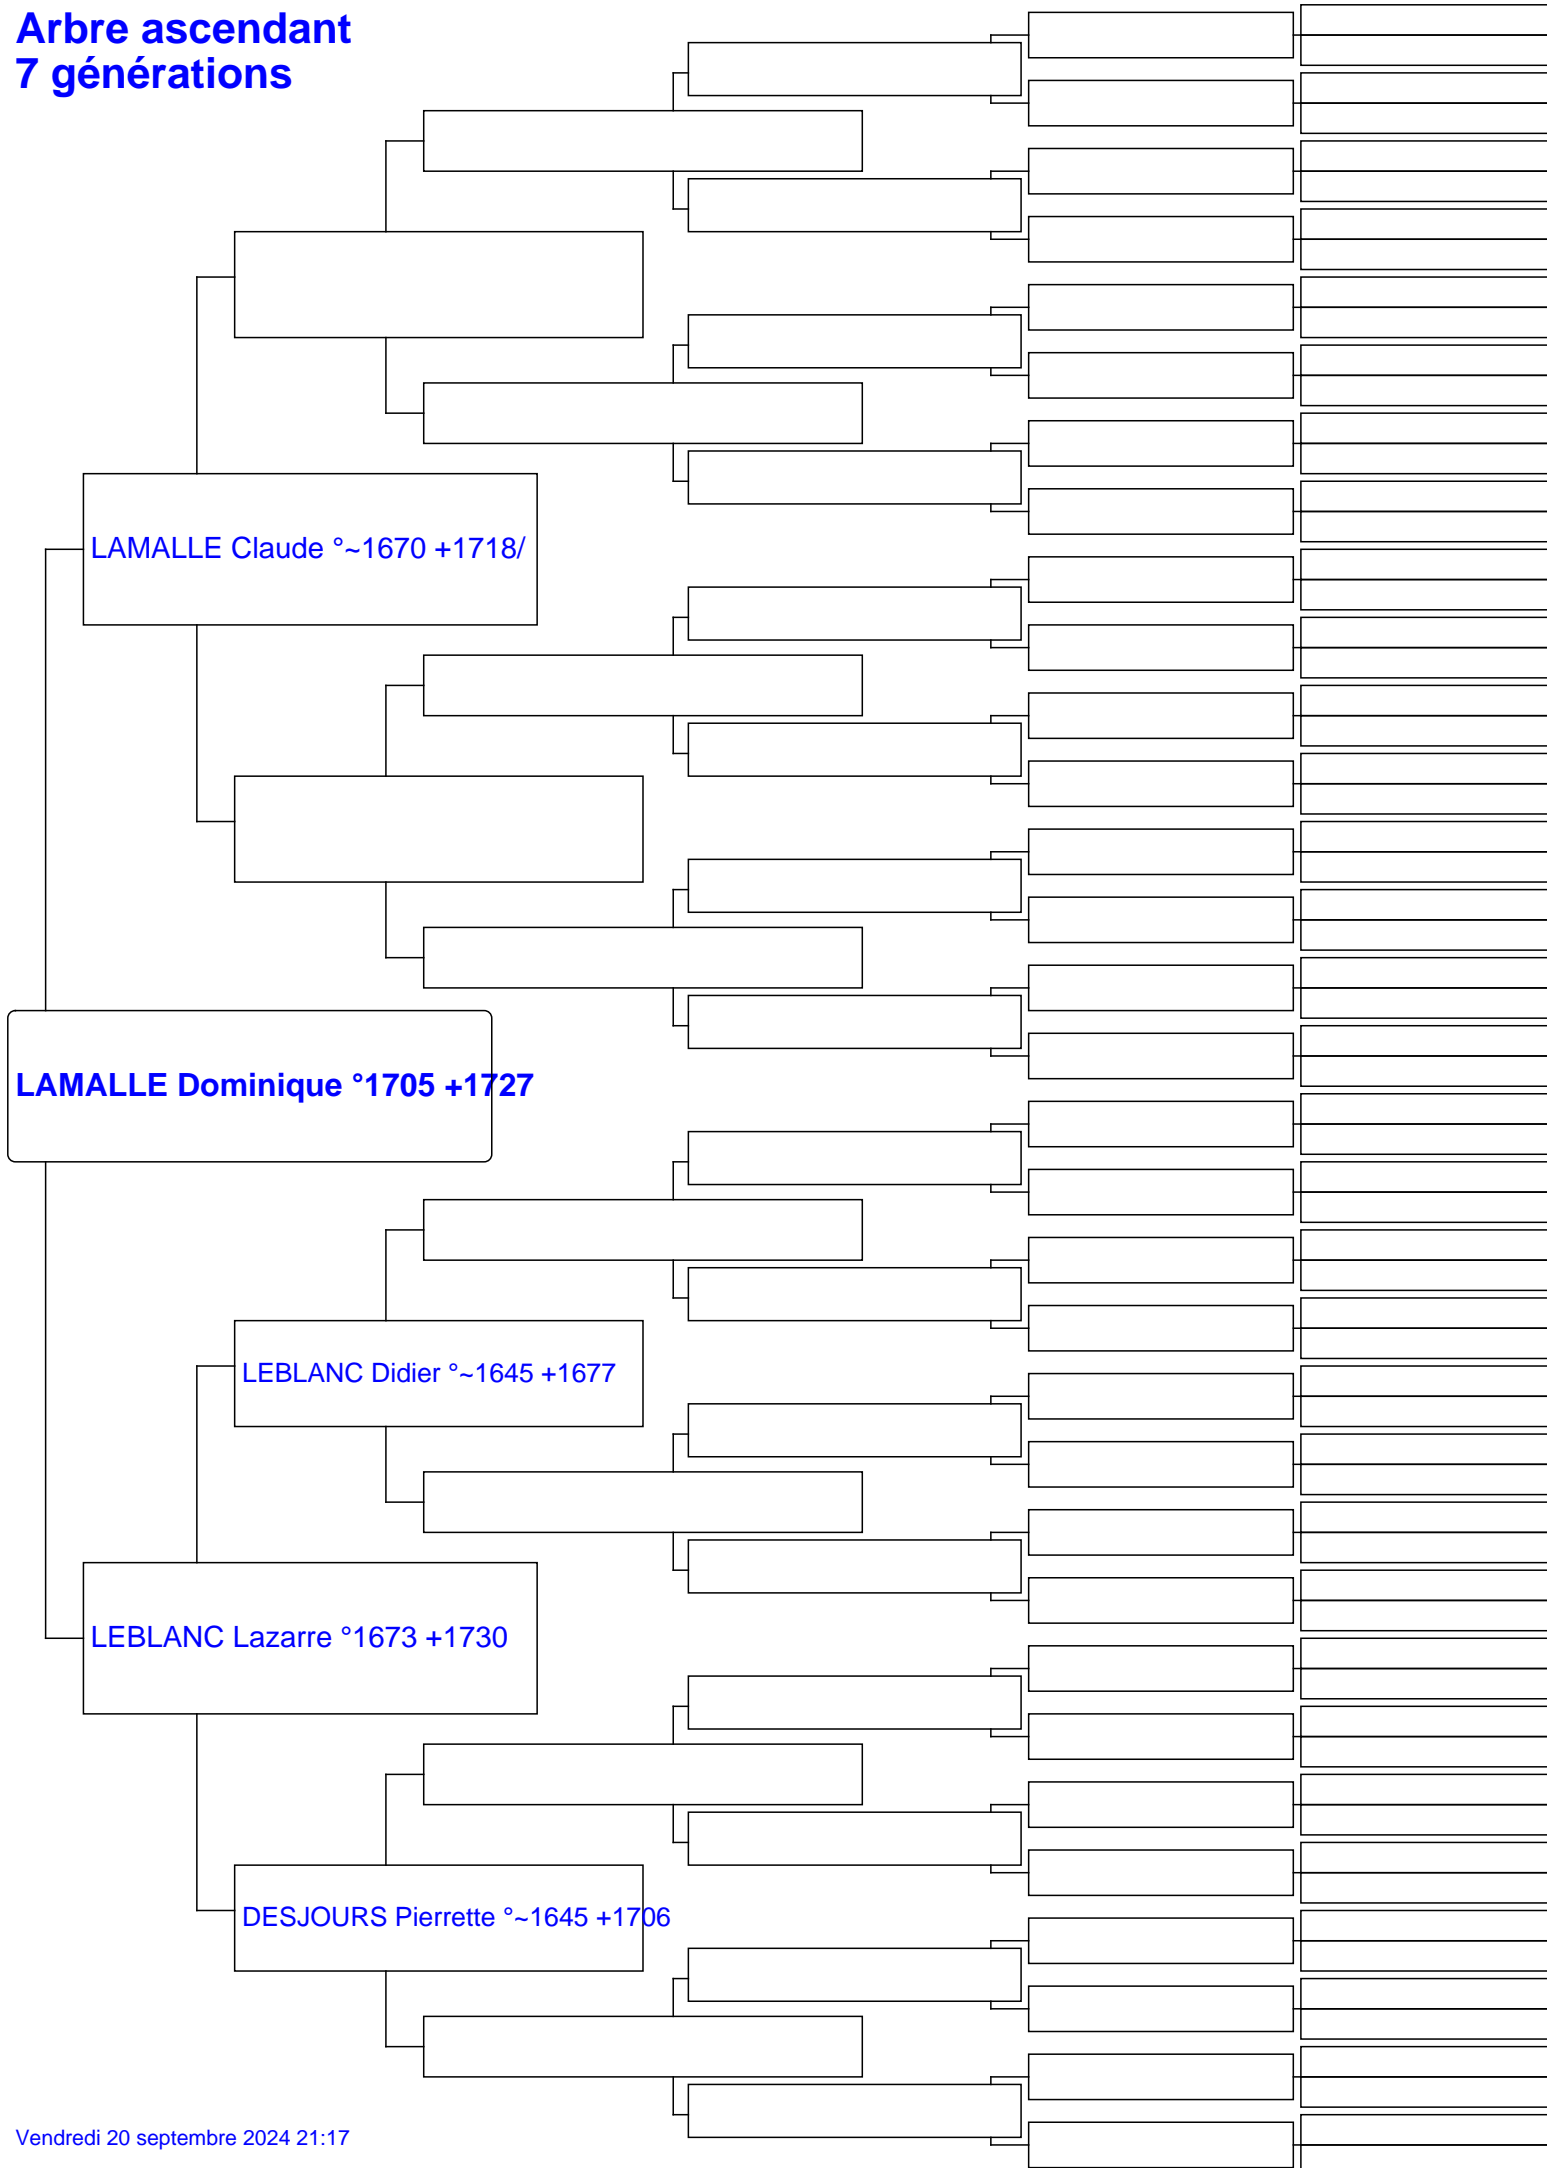 Arbre ascendant
7 générations
LAMALLE Claude °~1670 +1718/
LAMALLE Dominique °1705 +1727
LEBLANC Didier °~1645 +1677
LEBLANC Lazarre °1673 +1730
DESJOURS Pierrette °~1645 +1706
Vendredi 20 septembre 2024 21:17